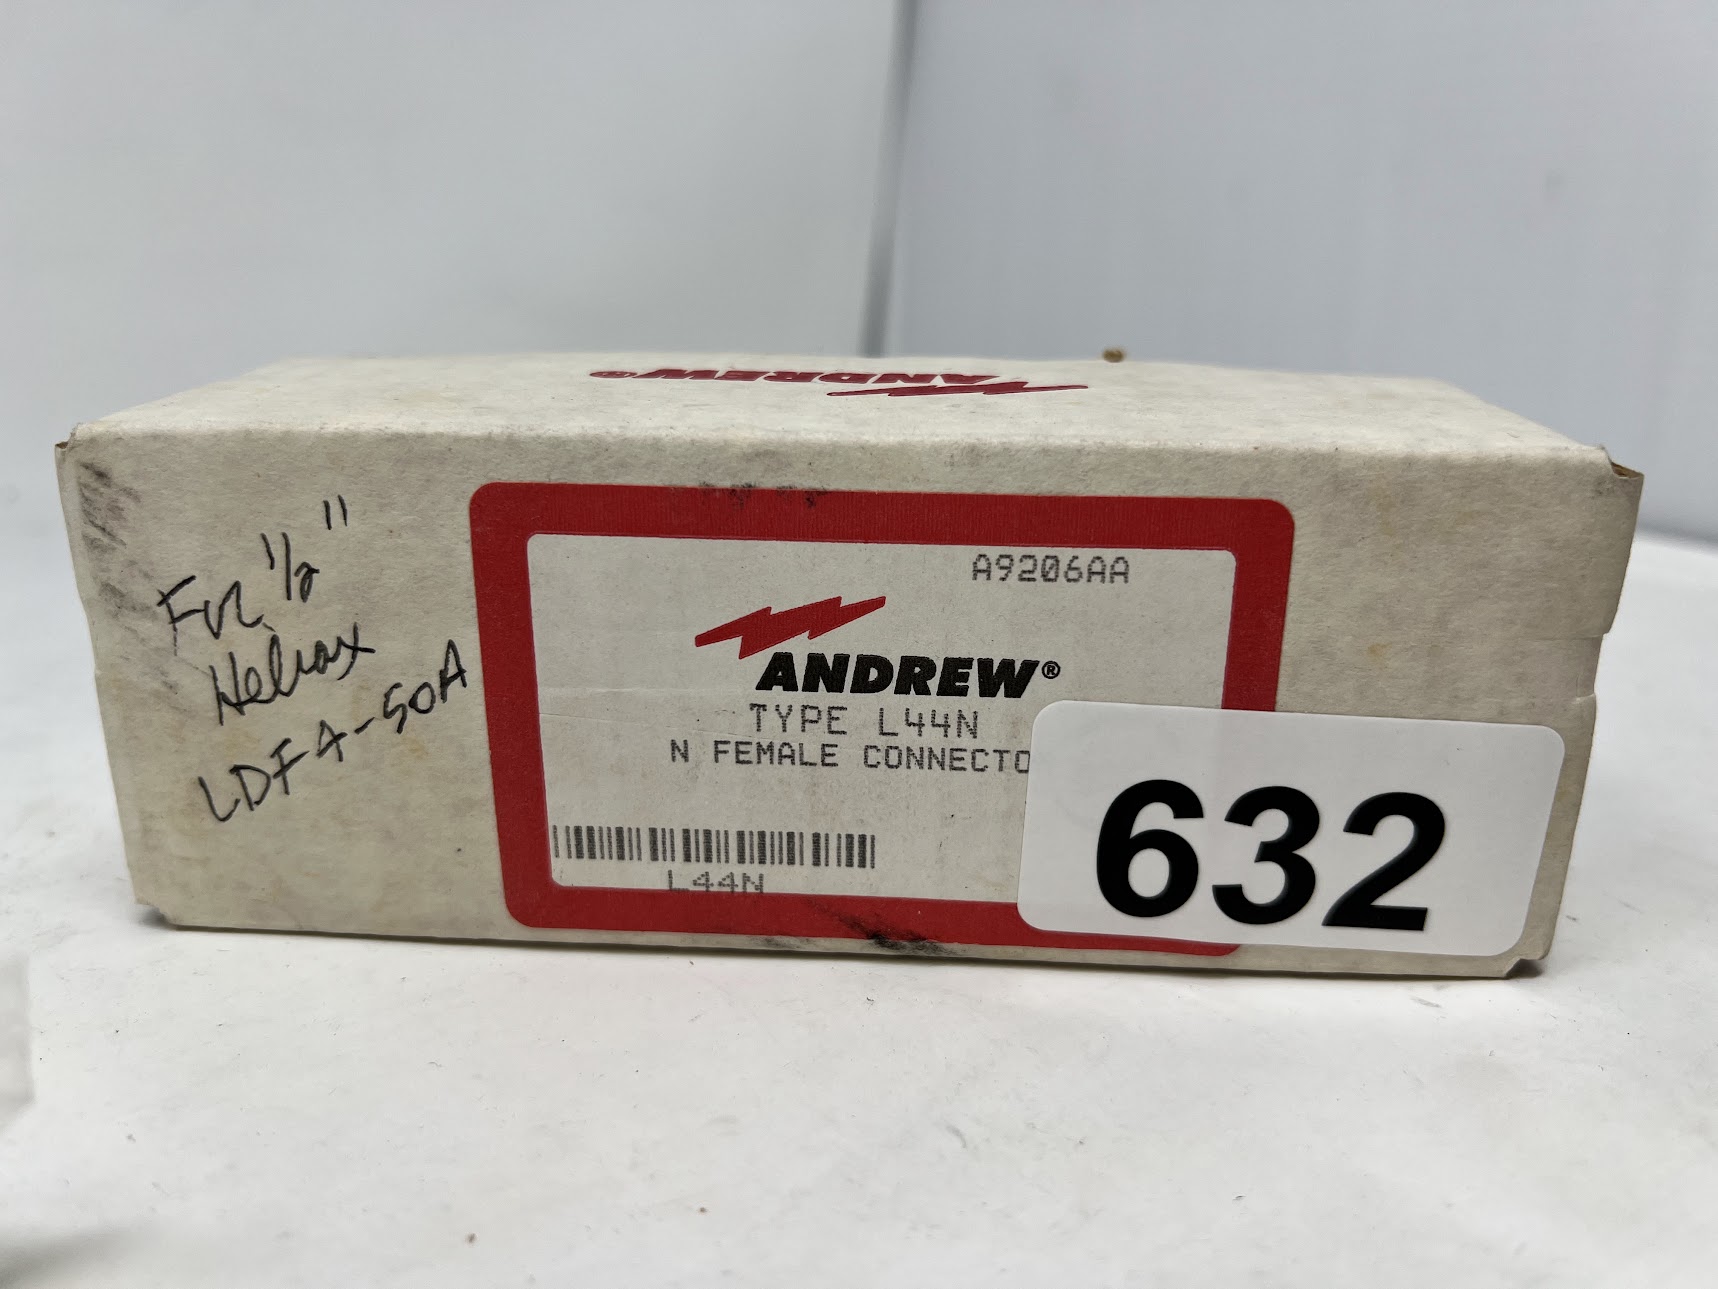 ANDREW®
For 1/2"
Heliax
LDF4-50A
A9206AA
ANDREW®
TYPE L44N
N FEMALE CONNECTO
L44N
632